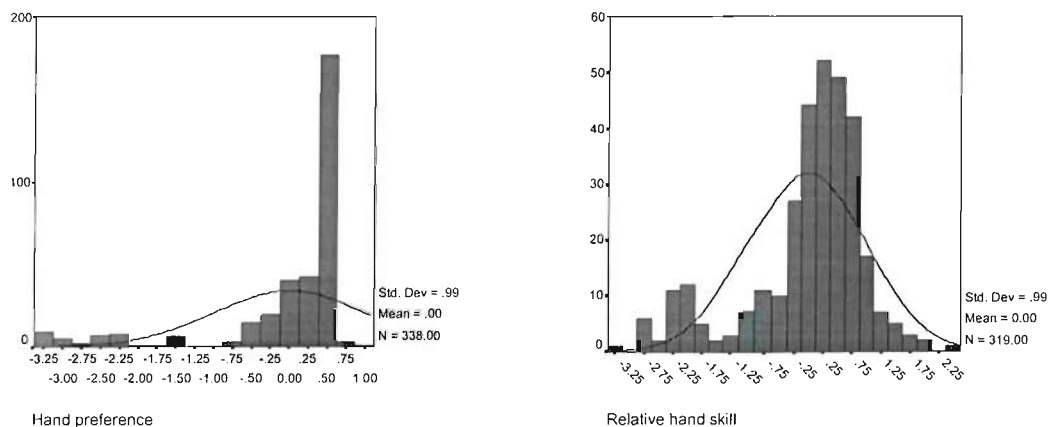 200
100
0
-3.25 -2.75 -2.25 -1.75 -1.25 -.75 -.25 .25 .75
-3.00 -2.50 -2.00 -1.50 -1.00 -.50 0.00 .50 1.00
Std. Dev = .99
Mean = .00
N = 338.00
Hand preference
60
50
40
30
20
10
0
-3.25 -2.75 -2.25 -1.75 -1.25 -.75 -.25 .25 .75 1.25 1.75 2.25
Std. Dev = .99
Mean = 0.00
N = 319.00
Relative hand skill